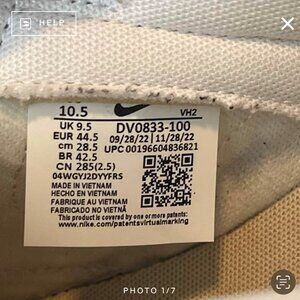 HELP
10.5 VH2
UK 9.5 DV0833-100
EUR 44.5 09/28/22 | 11/28/22
cm 28.5 UPC 00196604836821
BR 42.5
CN 285(2.5)
04WGYJ2DYYFRS
MADE IN VIETNAM
HECHO EN VIETNAM
FABRIQUE AU VIETNAM
FABRICADO NO VIETNÃ
This product is covered by one or more patents:
www.nike.com/patentsvirtualmarking
PHOTO 1/7